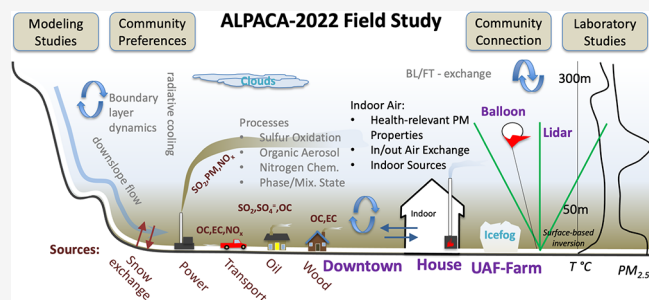 ALPACA-2022 Field Study
Modeling
Studies
Community
Preferences
Community
Connection
Laboratory
Studies
Clouds
BL/FT - exchange
300m
radiative cooling
Boundary
layer
dynamics
downslope flow
Processes
• Sulfur Oxidation
• Organic Aerosol
• Nitrogen Chem.
• Phase/Mix. State
Indoor Air:
• Health-relevant PM
Properties
• In/out Air Exchange
• Indoor Sources
Balloon
Lidar
SO₂,PM,NOₓ
SO₂,SO₄⁼,OC
OC,EC,NOₓ
OC,EC
Indoor
50m
Icefog
Surface-based
inversion
Sources:
Snow
exchange
Power
Transport
Oil
Wood
Downtown
House
UAF-Farm
T °C
PM₂.₅